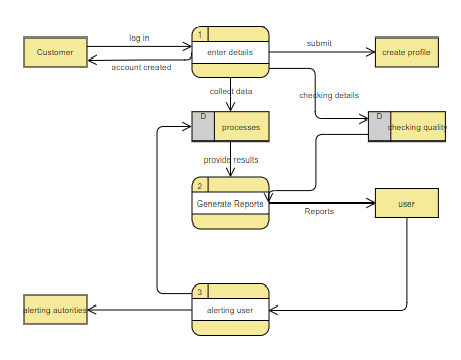 1
log in
submit
Customer
enter details
create profile
account created
collect data
checking details
D
D
processes
checking quality
provide results
2
Generate Reports
user
Reports
3
alerting autorities
alerting user